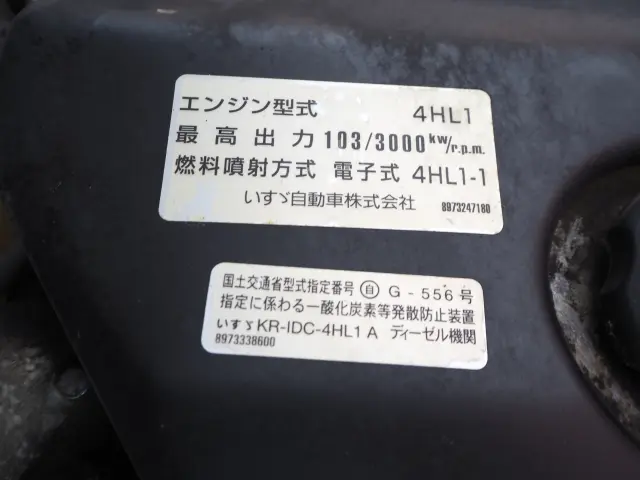 エンジン型式 4HL1
最高出力 103/3000 kw/r.p.m.
燃料噴射方式 電子式 4HL1-1
いすゞ自動車株式会社 8973247180
国土交通省型式指定番号 自 G-556号
指定に係わる一酸化炭素等発散防止装置
いすゞKR-IDC-4HL1A ディーゼル機関
8973338600